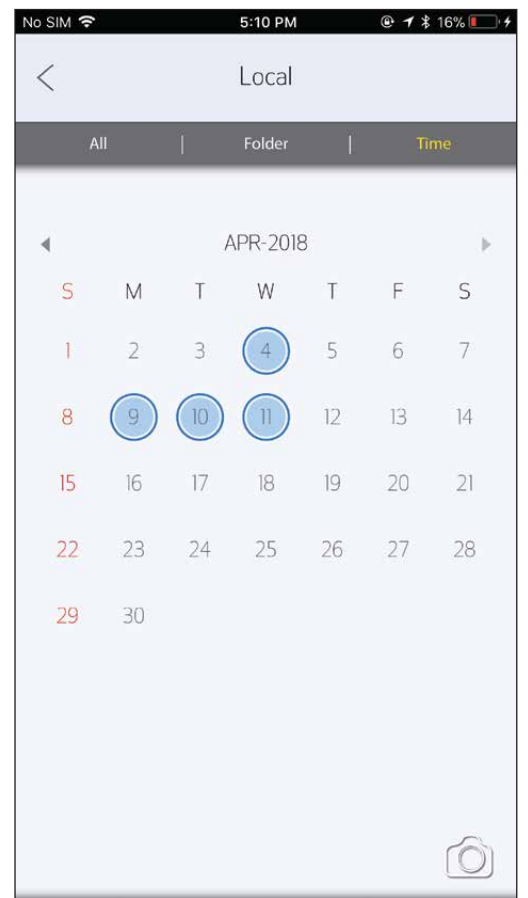 No SIM 5:10 PM 16%
Local
All | Folder | Time
APR-2018
S M T W T F S
1 2 3 4 5 6 7
8 9 10 11 12 13 14
15 16 17 18 19 20 21
22 23 24 25 26 27 28
29 30